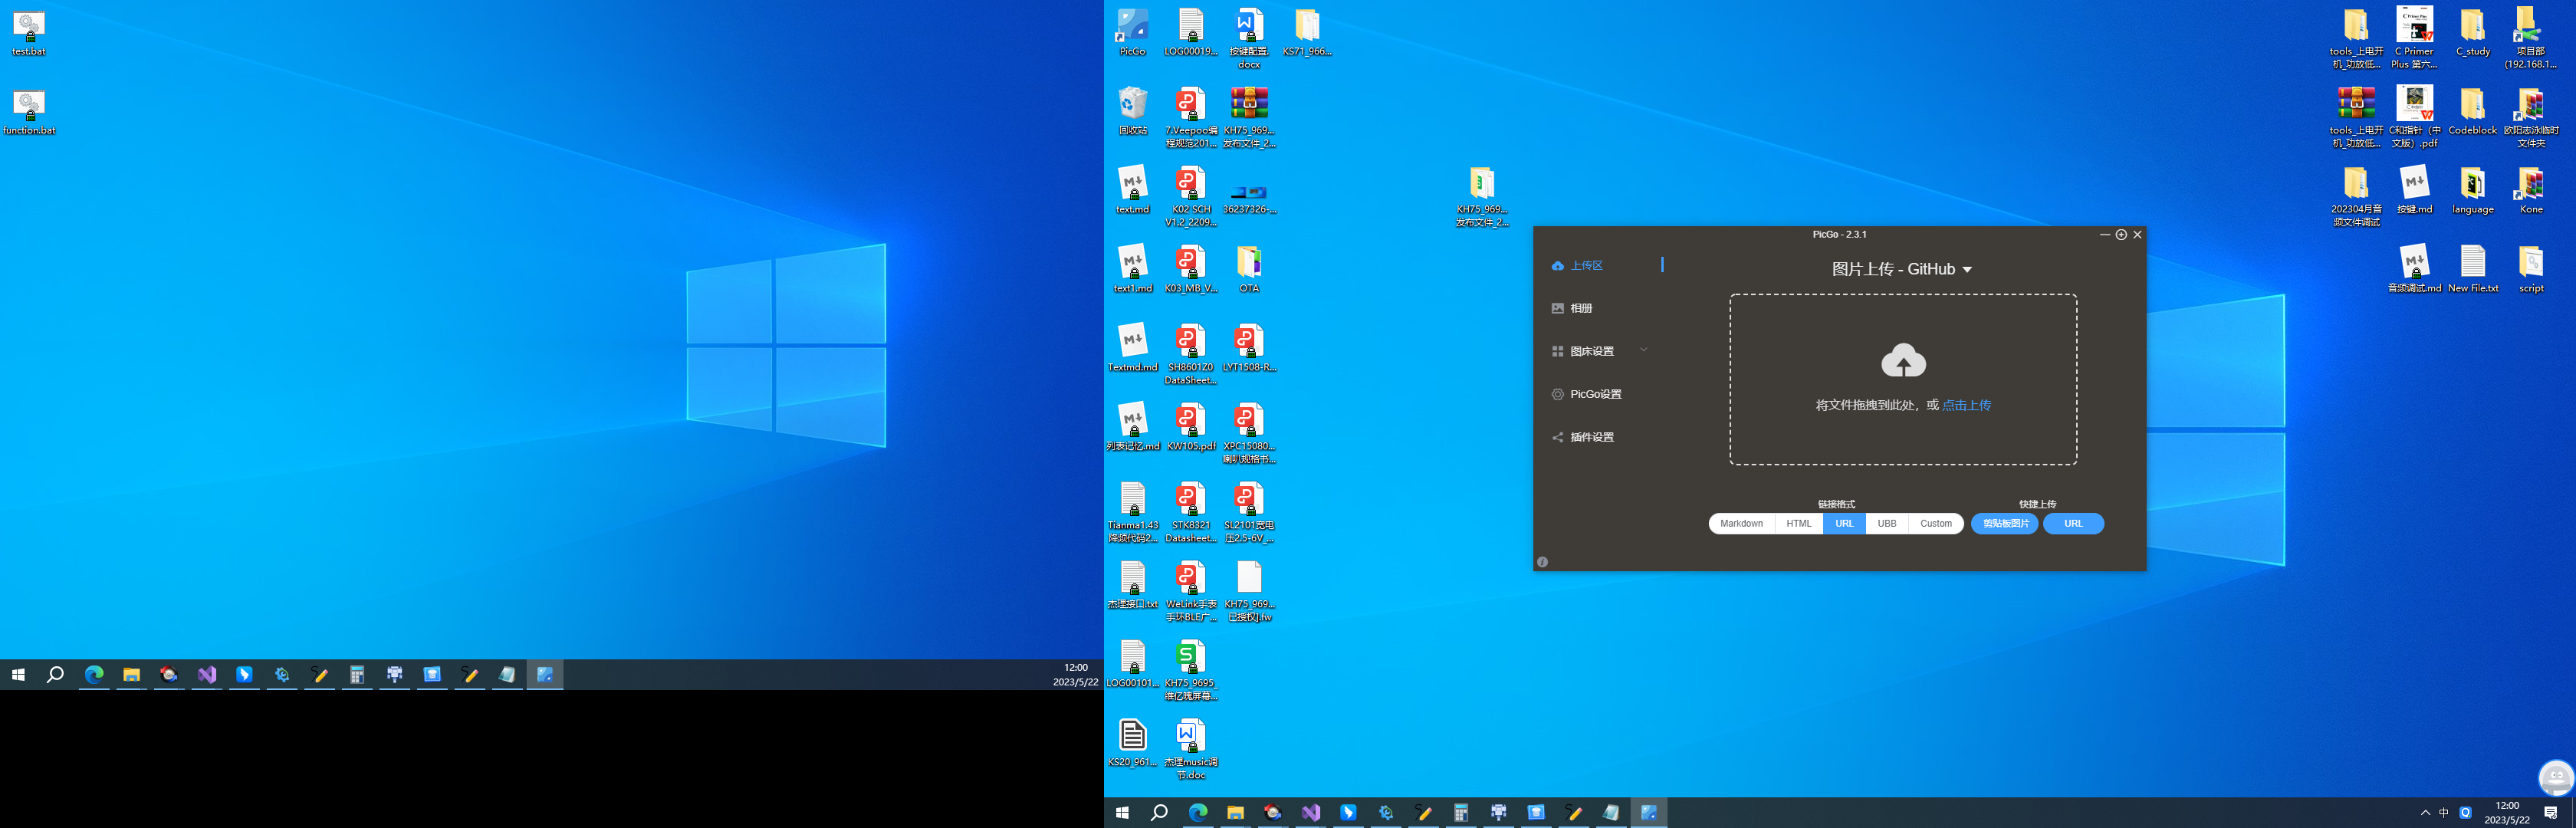 test.bat
function.bat
12:00
2023/5/22
PicGo
LOG00019...
按键配置.
docx
KS71_966...
回收站
7.Veepoo编
程规范201...
KH75_969...
发布文件_2...
text.md
K02 SCH
V1.2_2209...
36237326-...
text1.md
K03_MB_V...
OTA
Textmd.md
SH8601Z0
DataSheet...
LYT1508-R...
列表记忆.md
KW105.pdf
XPC15080...
喇叭规格书...
Tianma1.43
降频代码2...
STK8321
Datasheet...
SL2101宽电
压2.5-6V_...
杰理接口.txt
WeLink手表
手环BLE广...
KH75_969...
已授权].fw
LOG00101...
KH75_9695_
维亿魄屏幕...
KS20_961...
杰理music调
节.doc
KH75_969...
发布文件_2...
PicGo - 2.3.1
上传区
相册
图床设置
PicGo设置
插件设置
图片上传 - GitHub
将文件拖拽到此处，或 点击上传
链接格式
Markdown
HTML
URL
UBB
Custom
快捷上传
剪贴板图片
URL
tools_上电开
机_功放低...
C Primer
Plus 第六...
C_study
项目部
(192.168.1...
tools_上电开
机_功放低...
C和指针（中
文版）.pdf
Codeblock
欧阳志泳临时
文件夹
202304月音
频文件调试
按键.md
language
Kone
音频调试.md
New File.txt
script
中
12:00
2023/5/22